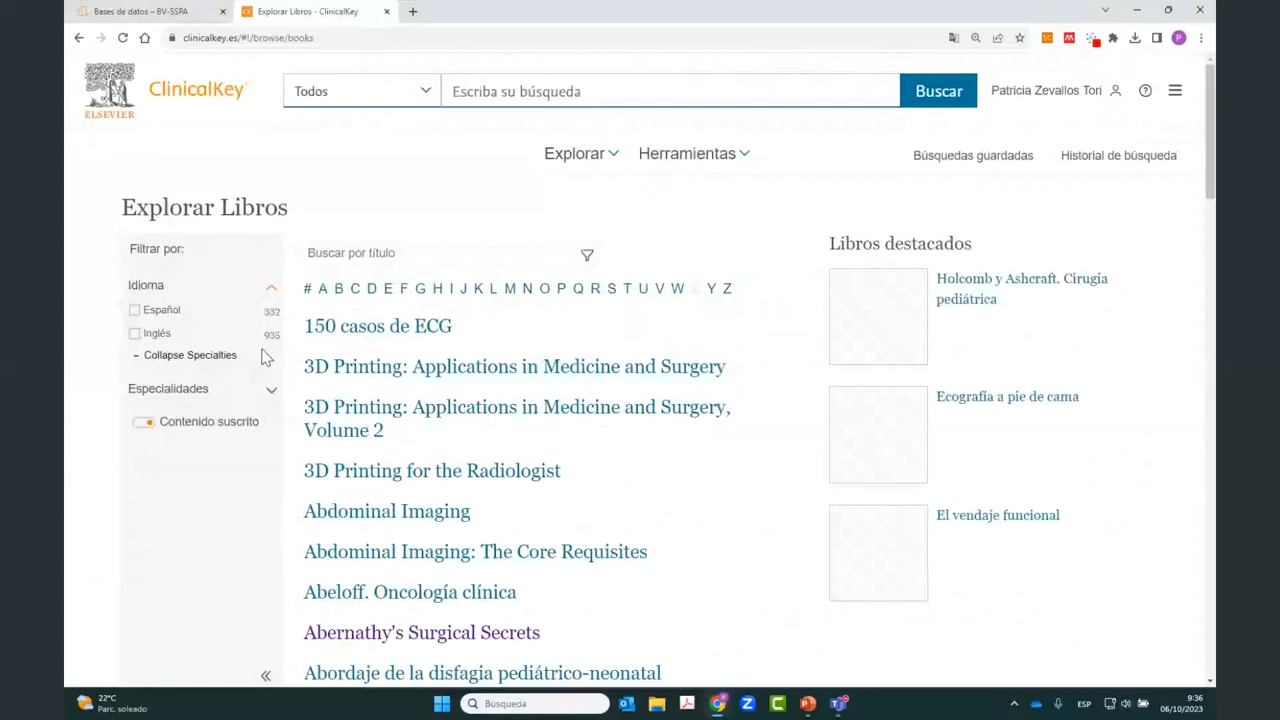 Bases de datos – BV-SSPA
Explorar Libros - ClinicalKey
clinicalkey.es/#!/browse/books
ELSEVIER
ClinicalKey
Todos
Escriba su búsqueda
Buscar
Patricia Zevallos Tori
Explorar
Herramientas
Búsquedas guardadas
Historial de búsqueda
Explorar Libros
Filtrar por:
Idioma
Español 332
Inglés 935
– Collapse Specialties
Especialidades
Contenido suscrito
Buscar por título
# A B C D E F G H I J K L M N O P Q R S T U V W X Y Z
150 casos de ECG
3D Printing: Applications in Medicine and Surgery
3D Printing: Applications in Medicine and Surgery,
Volume 2
3D Printing for the Radiologist
Abdominal Imaging
Abdominal Imaging: The Core Requisites
Abeloff. Oncología clínica
Abernathy's Surgical Secrets
Abordaje de la disfagia pediátrico-neonatal
Libros destacados
Holcomb y Ashcraft. Cirugía
pediátrica
Ecografía a pie de cama
El vendaje funcional
22°C
Parc. soleado
Búsqueda
ESP
9:36
06/10/2023